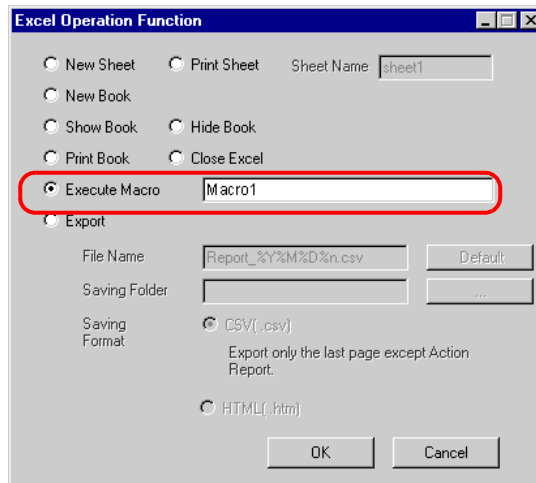 Excel Operation Function
New Sheet Print Sheet Sheet Name sheet1
New Book
Show Book Hide Book
Print Book Close Excel
Execute Macro Macro1
Export
File Name Report_%Y%M%D%n.csv Default
Saving Folder ...
Saving Format CSV( .csv)
Export only the last page except Action
Report.
HTML( .htm)
OK Cancel